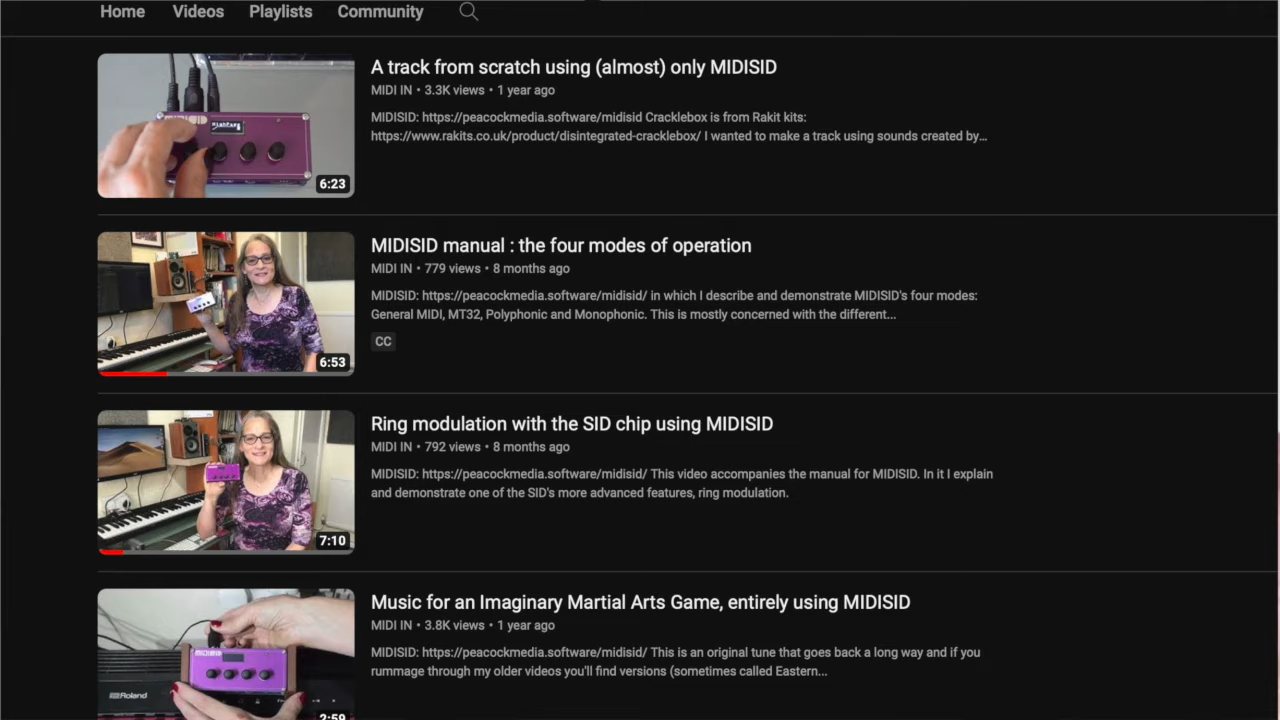 Home Videos Playlists Community
A track from scratch using (almost) only MIDISID
MIDI IN • 3.3K views • 1 year ago
MIDISID: https://peacockmedia.software/midisid Cracklebox is from Rakit kits:
https://www.rakits.co.uk/product/disintegrated-cracklebox/ I wanted to make a track using sounds created by…
6:23
MIDISID manual : the four modes of operation
MIDI IN • 779 views • 8 months ago
MIDISID: https://peacockmedia.software/midisid/ in which I describe and demonstrate MIDISID's four modes:
General MIDI, MT32, Polyphonic and Monophonic. This is mostly concerned with the different...
CC
6:53
Ring modulation with the SID chip using MIDISID
MIDI IN • 792 views • 8 months ago
MIDISID: https://peacockmedia.software/midisid/ This video accompanies the manual for MIDISID. In it I explain
and demonstrate one of the SID's more advanced features, ring modulation.
7:10
Music for an Imaginary Martial Arts Game, entirely using MIDISID
MIDI IN • 3.8K views • 1 year ago
MIDISID: https://peacockmedia.software/midisid/ This is an original tune that goes back a long way and if you
rummage through my older videos you'll find versions (sometimes called Eastern...
MIDISID
Roland
2:59